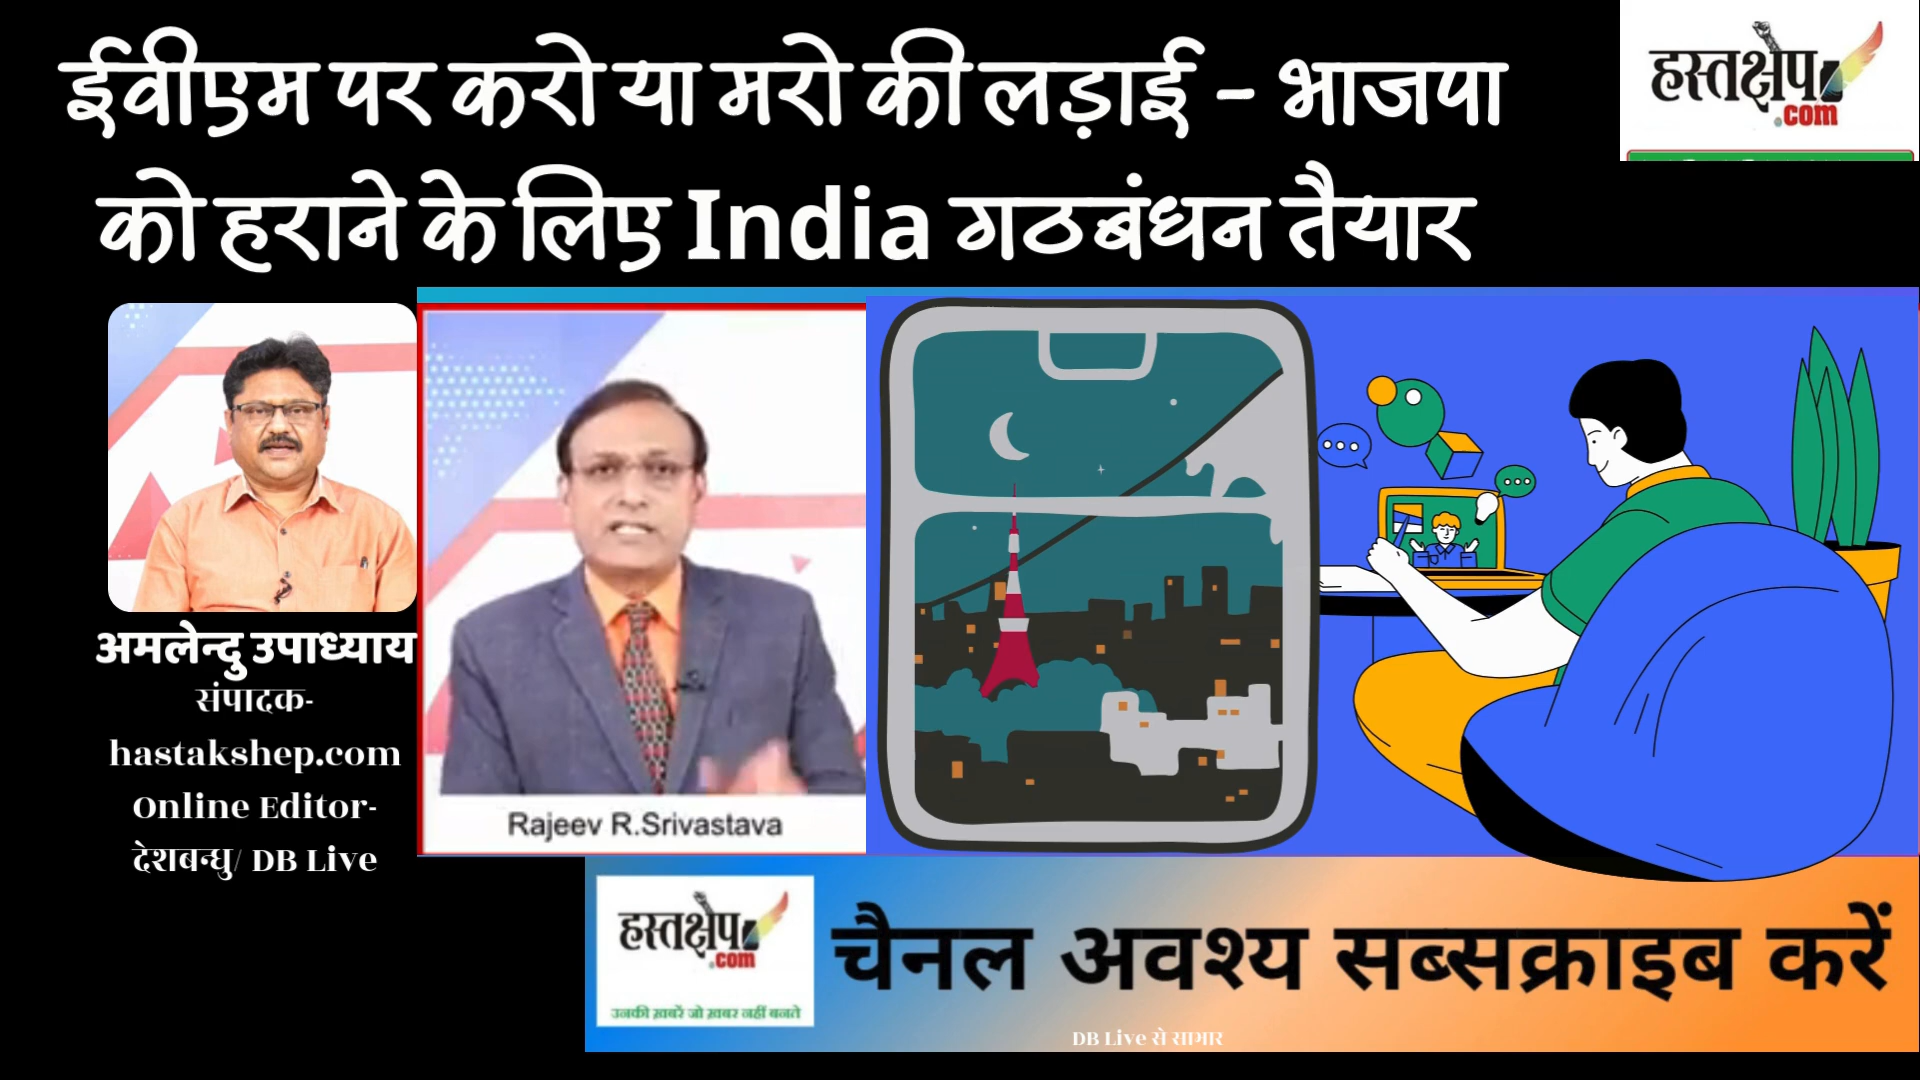 ईवीएम पर करो या मरो की लड़ाई - भाजपा
को हराने के लिए India गठबंधन तैयार
हस्तक्षेप
.com
अमलेन्दु उपाध्याय
संपादक-
hastakshep.com
Online Editor-
देशबन्धु/ DB Live
Rajeev R.Srivastava
हस्तक्षेप
.com
उनकी ख़बरें जो ख़बर नहीं बनते
चैनल अवश्य सब्सक्राइब करें
DB Live से साभार